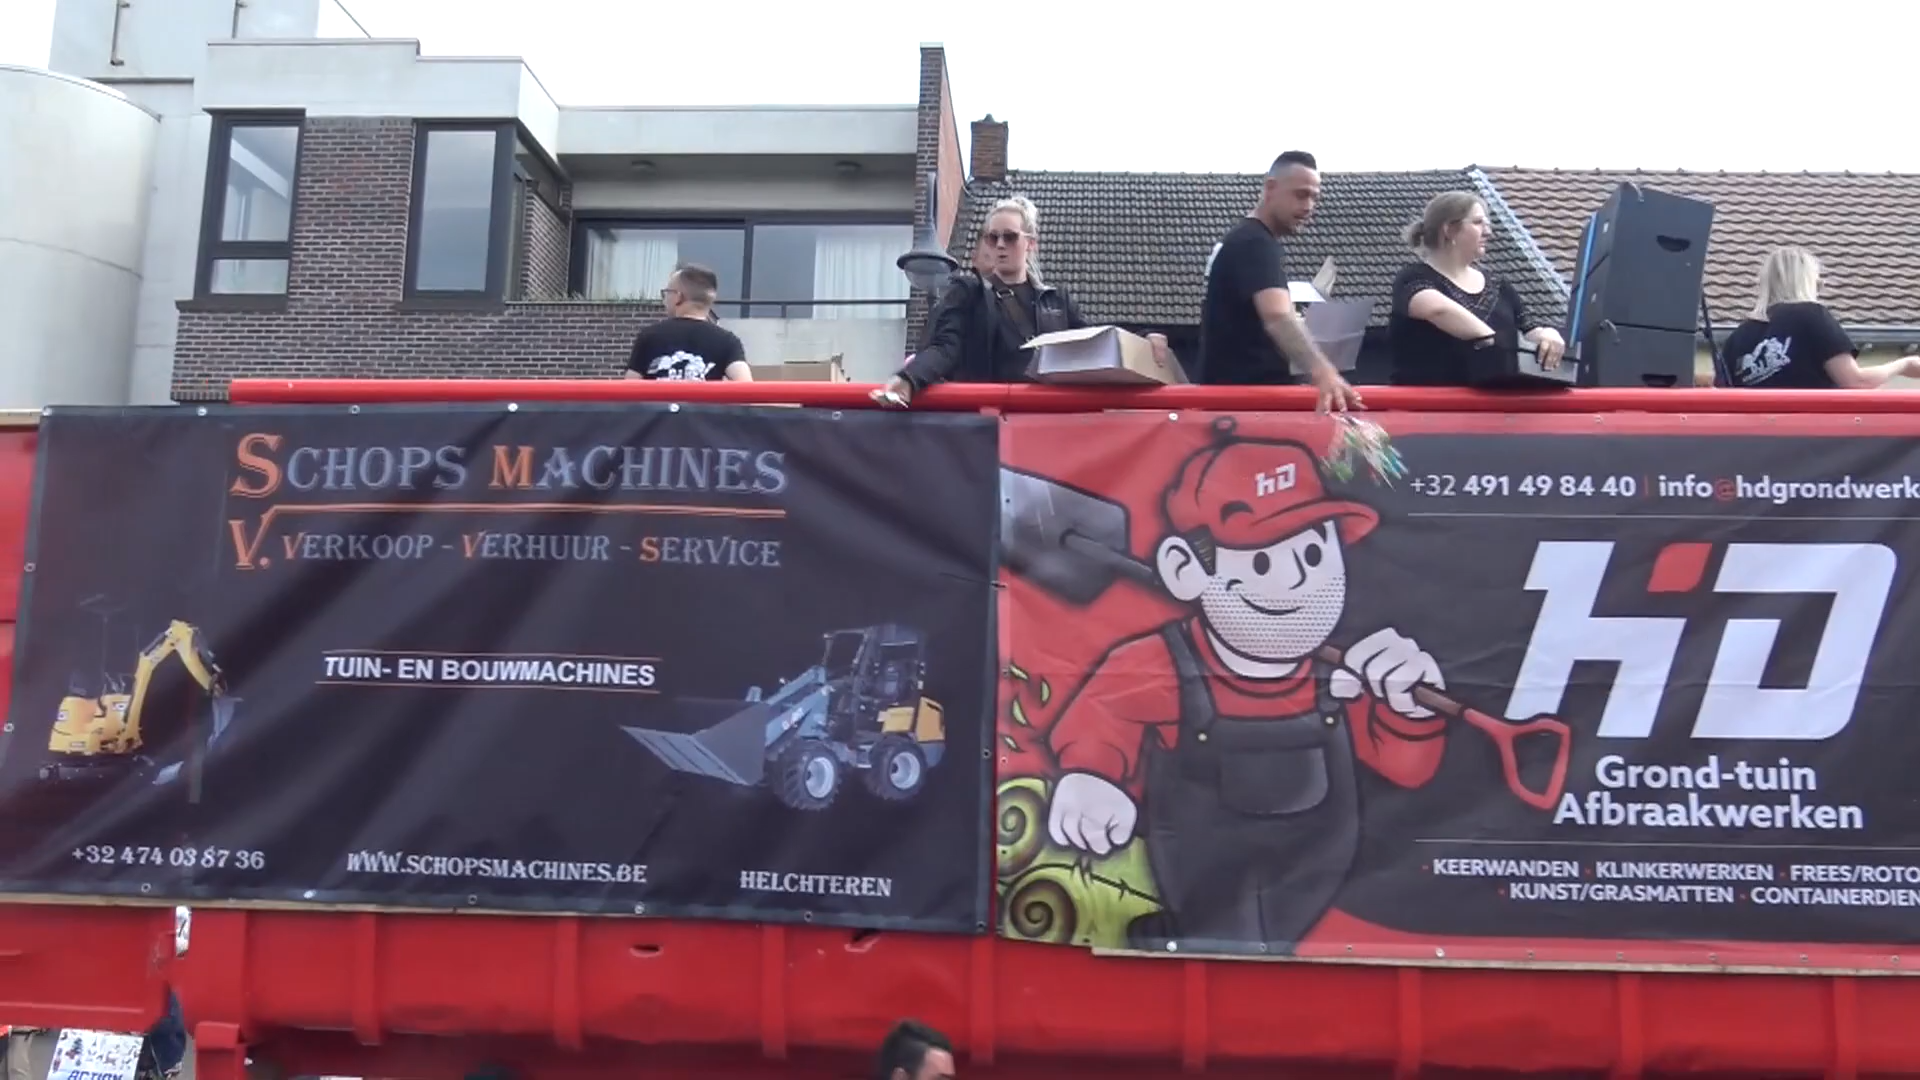 SCHOPS MACHINES
V. VERKOOP - VERHUUR - SERVICE
TUIN- EN BOUWMACHINES
+32 474 03 87 36
WWW.SCHOPSMACHINES.BE
HELCHTEREN
hD
+32 491 49 84 40 | info@hdgrondwerk
HD
Grond-tuin
Afbraakwerken
· KEERWANDEN · KLINKERWERKEN · FREES/ROTO
· KUNST/GRASMATTEN · CONTAINERDIEN
ACTION